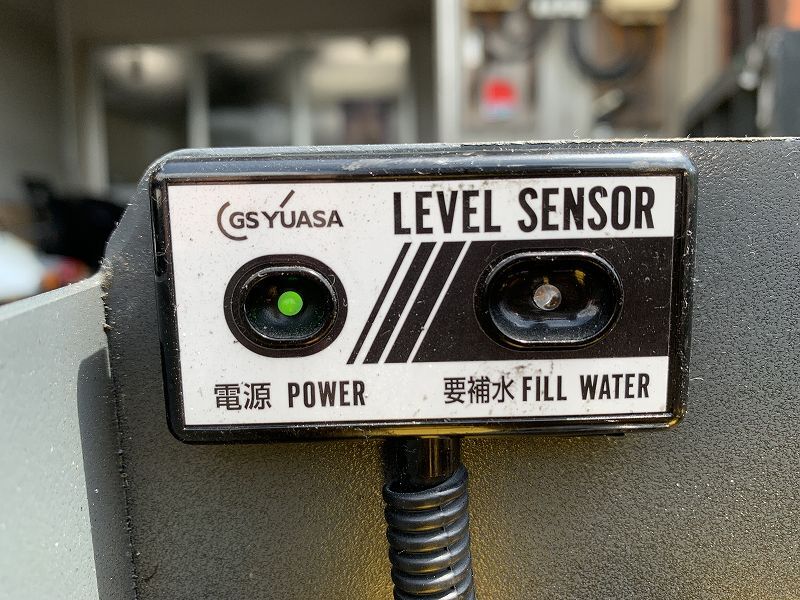 GS YUASA
LEVEL SENSOR
電源 POWER
要補水 FILL WATER